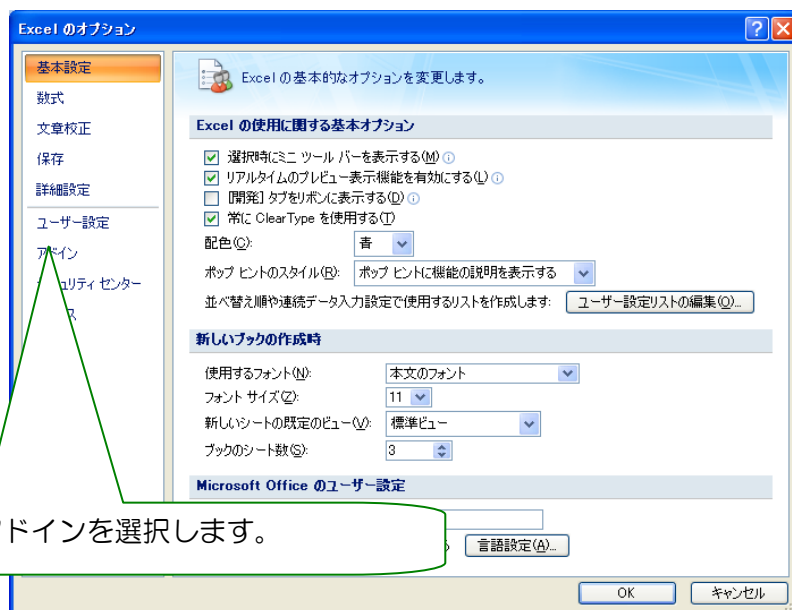 Excel のオプション
基本設定
数式
文章校正
保存
詳細設定
ユーザー設定
アドイン
ュリティ センター
ス
Excel の基本的なオプションを変更します。
Excel の使用に関する基本オプション
選択時にミニ ツール バーを表示する(M)
リアルタイムのプレビュー表示機能を有効にする(L)
[開発] タブをリボンに表示する(D)
常に ClearType を使用する(T)
配色(C): 青
ポップ ヒントのスタイル(R): ポップ ヒントに機能の説明を表示する
並べ替え順や連続データ入力設定で使用するリストを作成します: ユーザー設定リストの編集(O)...
新しいブックの作成時
使用するフォント(N): 本文のフォント
フォント サイズ(Z): 11
新しいシートの既定のビュー(V): 標準ビュー
ブックのシート数(S): 3
Microsoft Office のユーザー設定
言語設定(A)...
ドインを選択します。
OK キャンセル